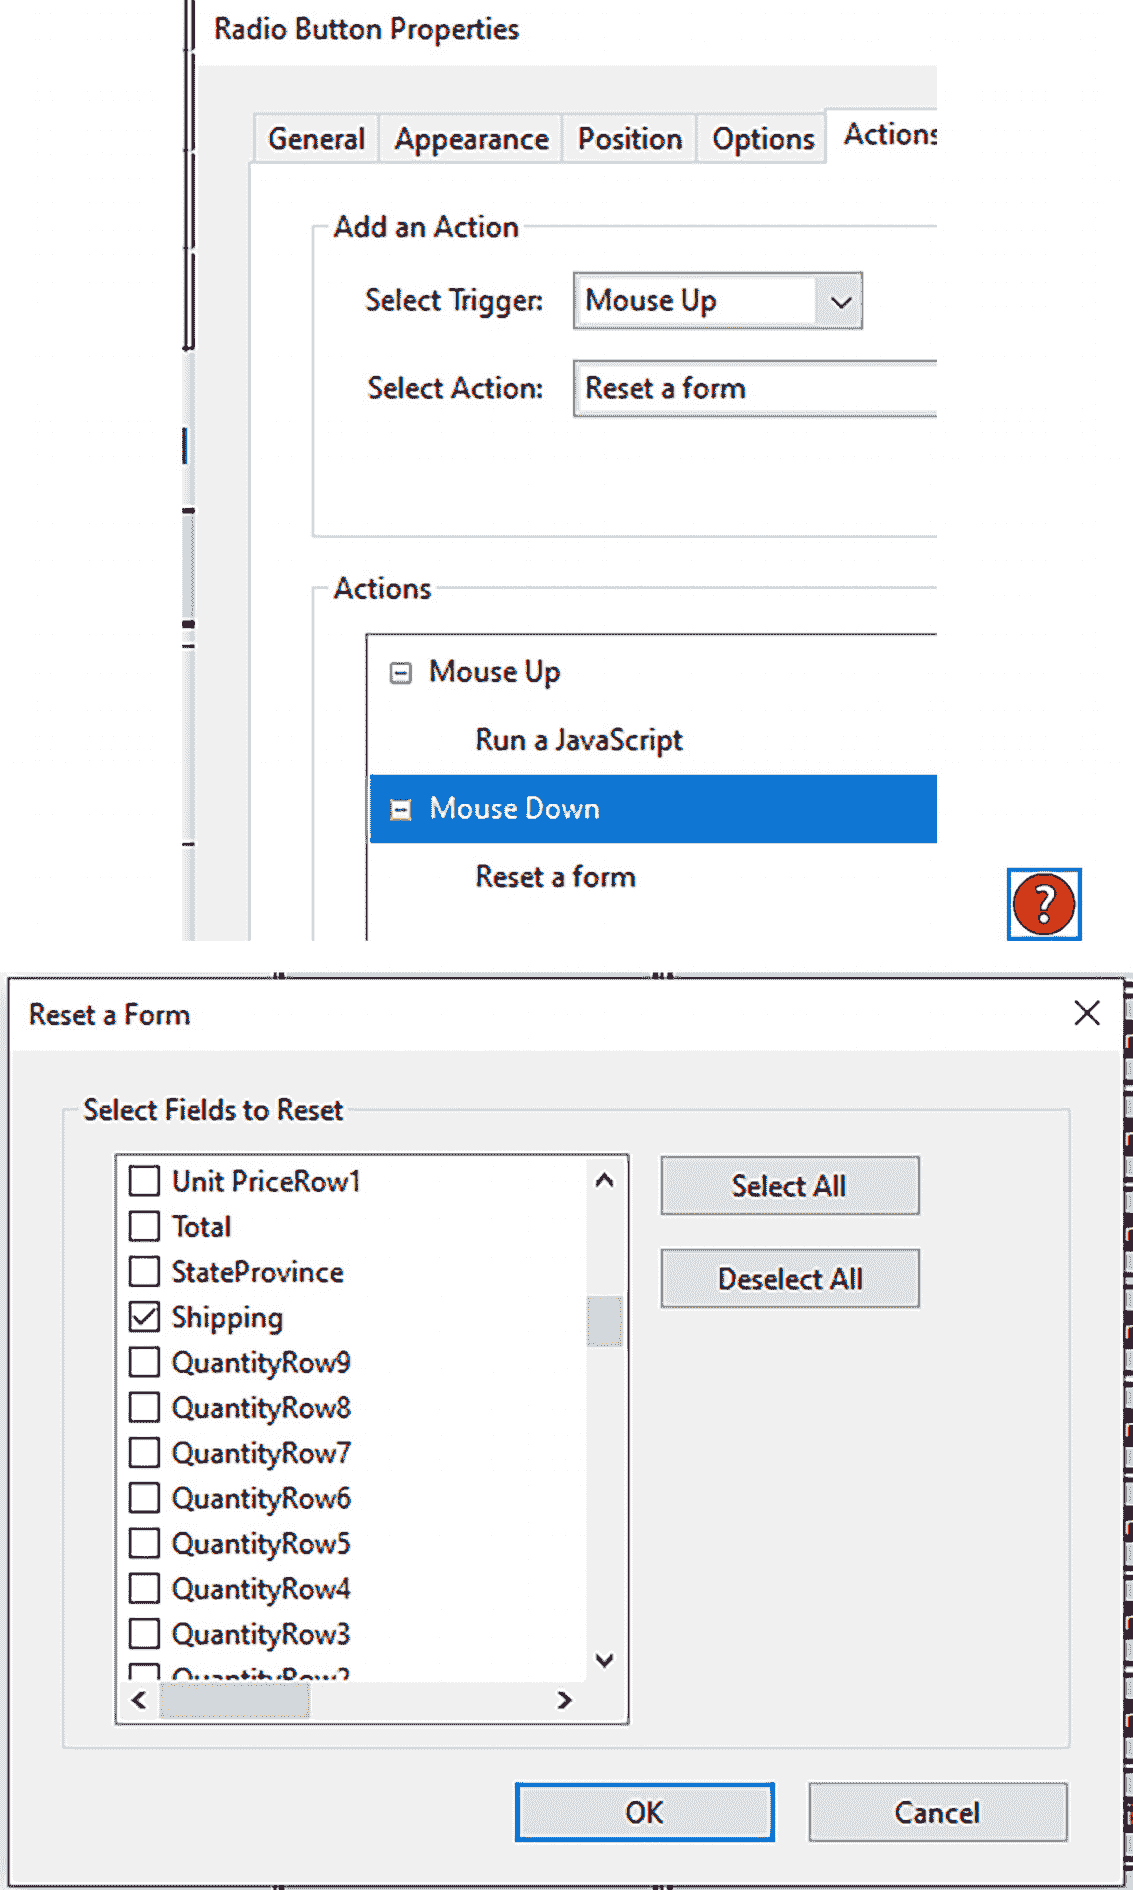 Radio Button Properties
General Appearance Position Options Actions
Add an Action
Select Trigger: Mouse Up
Select Action: Reset a form
Actions
Mouse Up
Run a JavaScript
Mouse Down
Reset a form
?
Reset a Form
Select Fields to Reset
Unit PriceRow1
Select All
Total
StateProvince
Deselect All
Shipping
QuantityRow9
QuantityRow8
QuantityRow7
QuantityRow6
QuantityRow5
QuantityRow4
QuantityRow3
QuantityRow2
OK Cancel